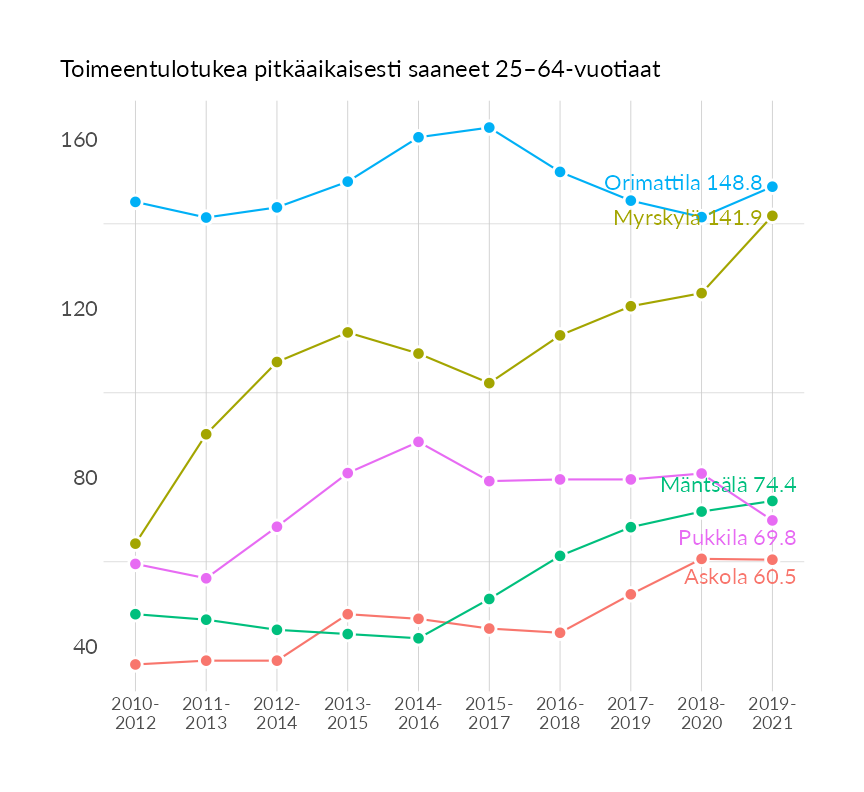 Toimeentulotukea pitkäaikaisesti saaneet 25–64-vuotiaat
160
Orimattila 148.8
Myrskylä 141.9
120
80
Mäntsälä 74.4
Pukkila 69.8
Askola 60.5
40
2010- 2011- 2012- 2013- 2014- 2015- 2016- 2017- 2018- 2019-
2012 2013 2014 2015 2016 2017 2018 2019 2020 2021